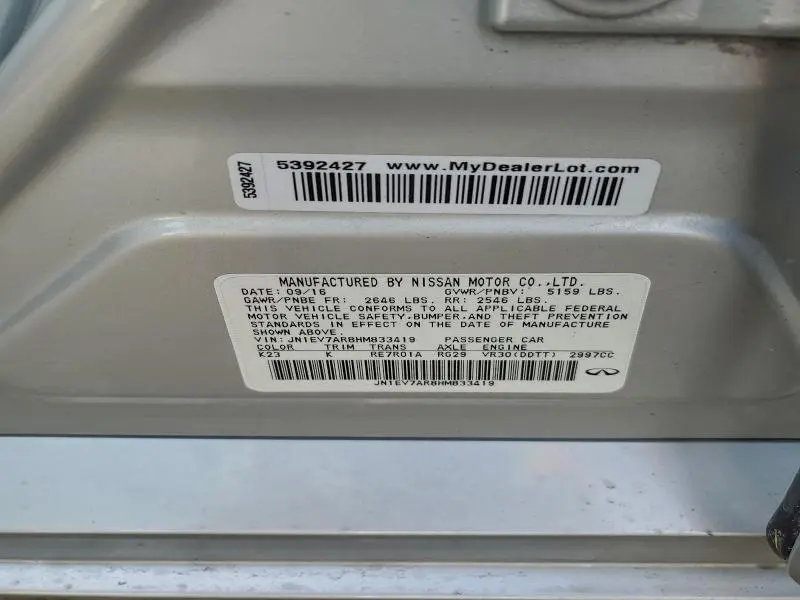 5392427
5392427 www.MyDealerLot.com
MANUFACTURED BY NISSAN MOTOR CO.,LTD.
DATE: 09/16 GVWR/PNBV: 5159 LBS.
GAWR/PNBE FR: 2646 LBS. RR: 2546 LBS.
THIS VEHICLE CONFORMS TO ALL APPLICABLE FEDERAL
MOTOR VEHICLE SAFETY,BUMPER,AND THEFT PREVENTION
STANDARDS IN EFFECT ON THE DATE OF MANUFACTURE
SHOWN ABOVE.
VIN:JN1EV7AR8HM833419 PASSENGER CAR
COLOR TRIM TRANS AXLE ENGINE
K23 K RE7R01A RG29 VR30(DDTT) 2997CC
JN1EV7AR8HM833419